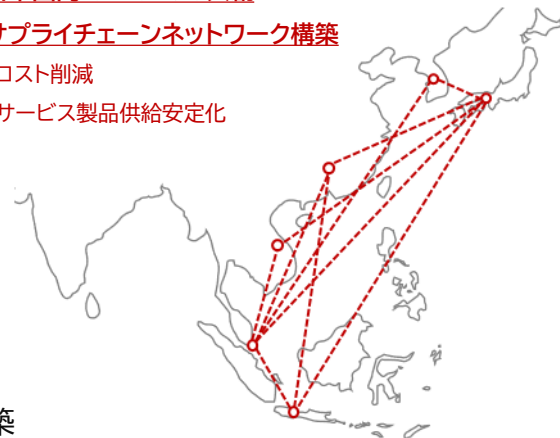 サプライチェーンネットワーク構築
コスト削減
サービス製品供給安定化
築